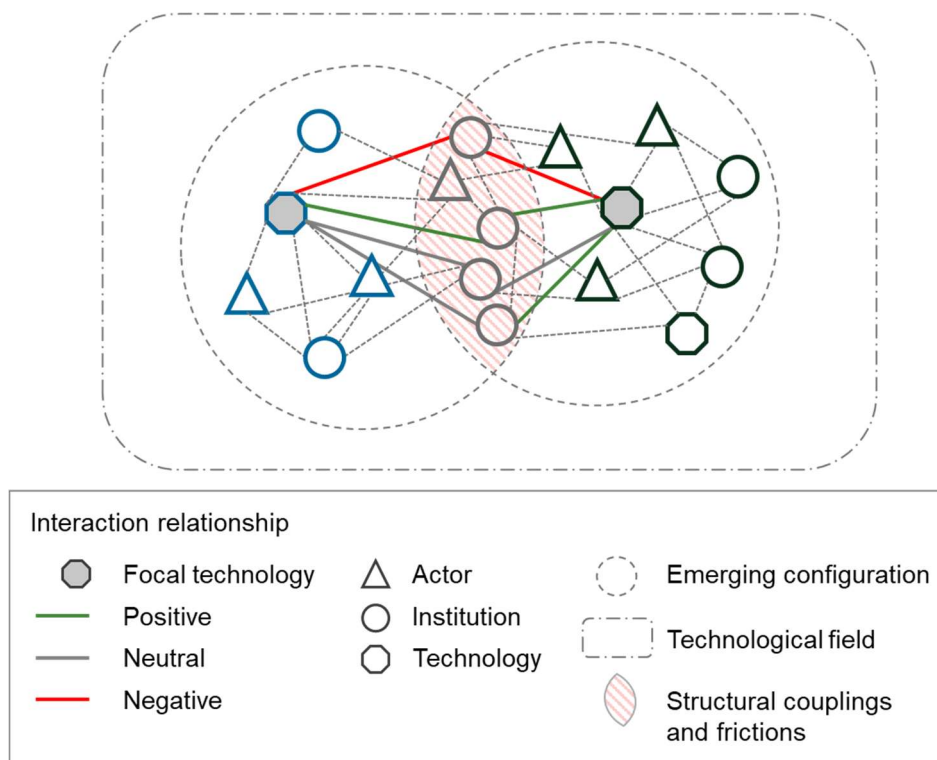 Interaction relationship
Focal technology
Positive
Neutral
Negative
Actor
Institution
Technology
Emerging configuration
Technological field
Structural couplings
and frictions